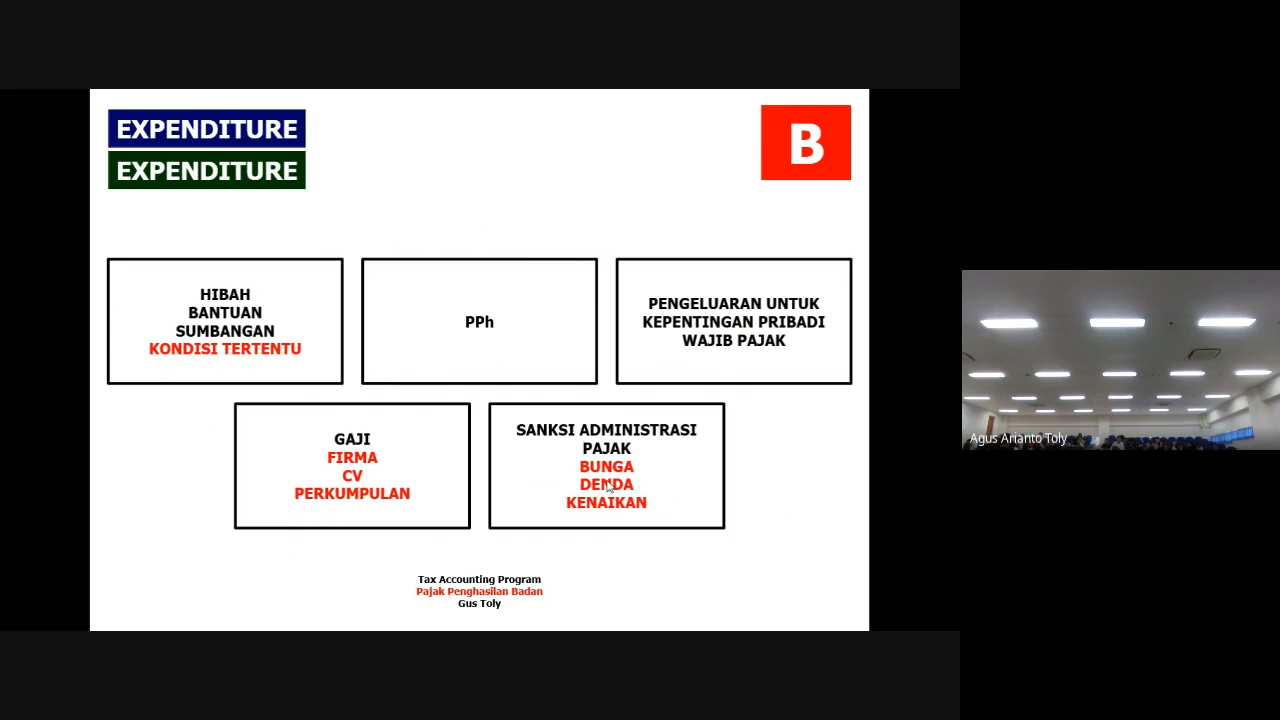 EXPENDITURE
EXPENDITURE
B
HIBAH
BANTUAN
SUMBANGAN
KONDISI TERTENTU
PPh
PENGELUARAN UNTUK
KEPENTINGAN PRIBADI
WAJIB PAJAK
GAJI
FIRMA
CV
PERKUMPULAN
SANKSI ADMINISTRASI
PAJAK
BUNGA
DENDA
KENAIKAN
Tax Accounting Program
Pajak Penghasilan Badan
Gus Toly
Agus Arianto Toly